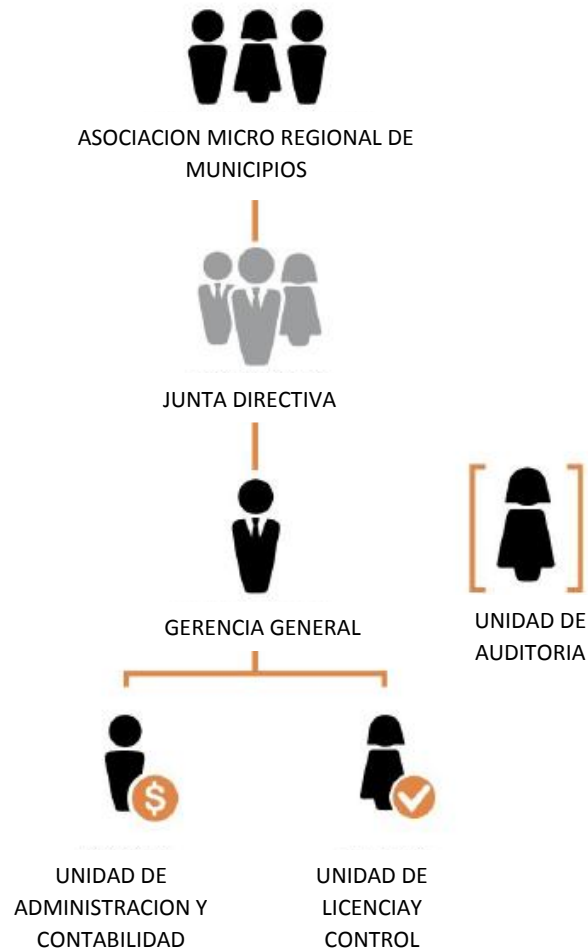 ASOCIACION MICRO REGIONAL DE
MUNICIPIOS
JUNTA DIRECTIVA
GERENCIA GENERAL
UNIDAD DE
AUDITORIA
$
UNIDAD DE
ADMINISTRACION Y
CONTABILIDAD
UNIDAD DE
LICENCIAY
CONTROL